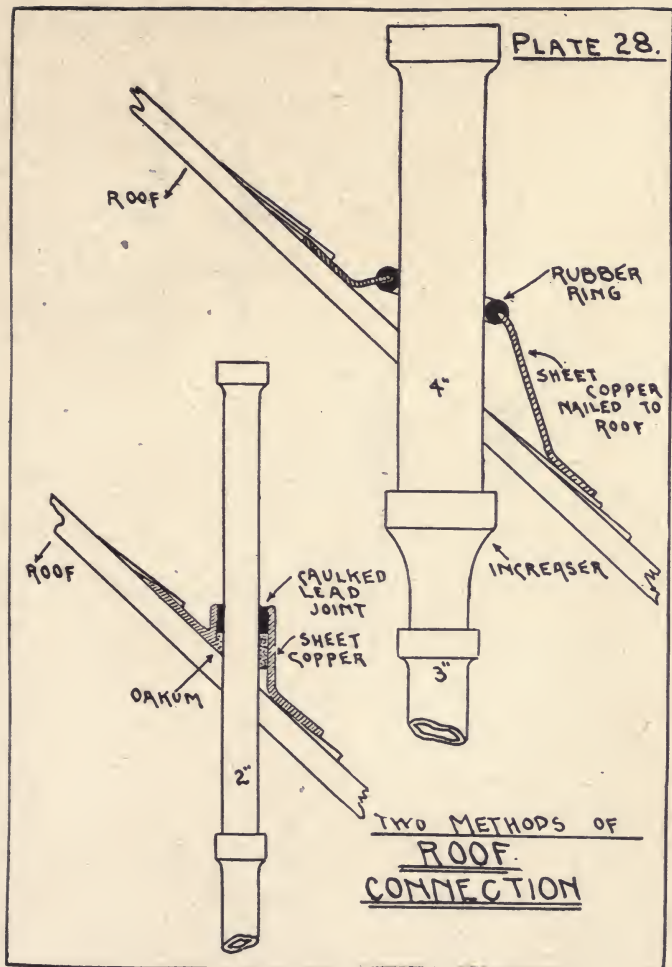 PLATE 28.
ROOF
RUBBER
RING
4"
SHEET
COPPER
NAILED TO
ROOF
INCREASER
3"
ROOF
CAULKED
LEAD
JOINT
SHEET
COPPER
OAKUM
2"
TWO METHODS OF
ROOF
CONNECTION